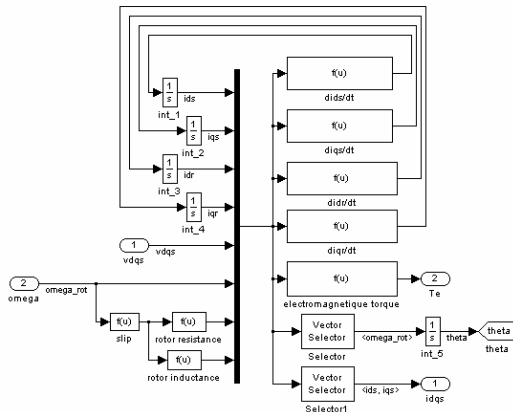 f(u)
dids/dt
1
s
ids
int_1
f(u)
diqs/dt
1
s
iqs
int_2
f(u)
didr/dt
1
s
idr
int_3
f(u)
diqr/dt
1
s
iqr
int_4
1
vdqs
vdqs
2
omega
omega_rot
f(u)
electromagnetique torque
2
Te
f(u)
slip
f(u)
rotor resistance
f(u)
rotor inductance
Vector
Selector
Selector
<omega_rot>
1
s
int_5
theta
theta
theta
Vector
Selector
Selector1
<ids, iqs>
1
idqs